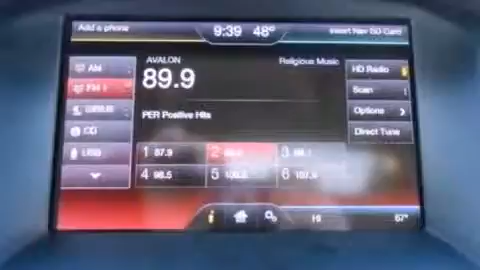 Add a phone
9:39 48°
Insert Nav SD Card
AM
FM 1
SIRIUS
CD
USB
AVALON
Religious Music
89.9
PER Positive Hits
HD Radio
Scan
Options
Direct Tune
1 87.9
2
3
4 98.5
5
6
HI
67°